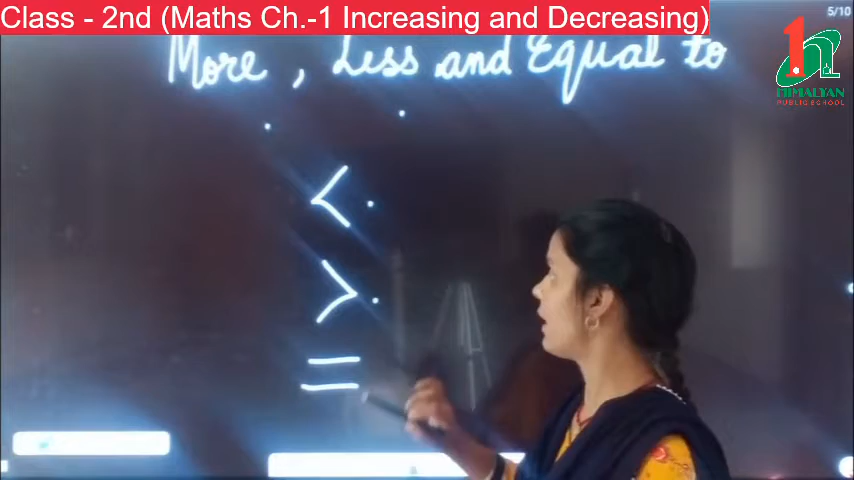 Class - 2nd (Maths Ch.-1 Increasing and Decreasing)
5/10
More, Less and Equal to
HIMALYAN
PUBLIC SCHOOL
<
>
=